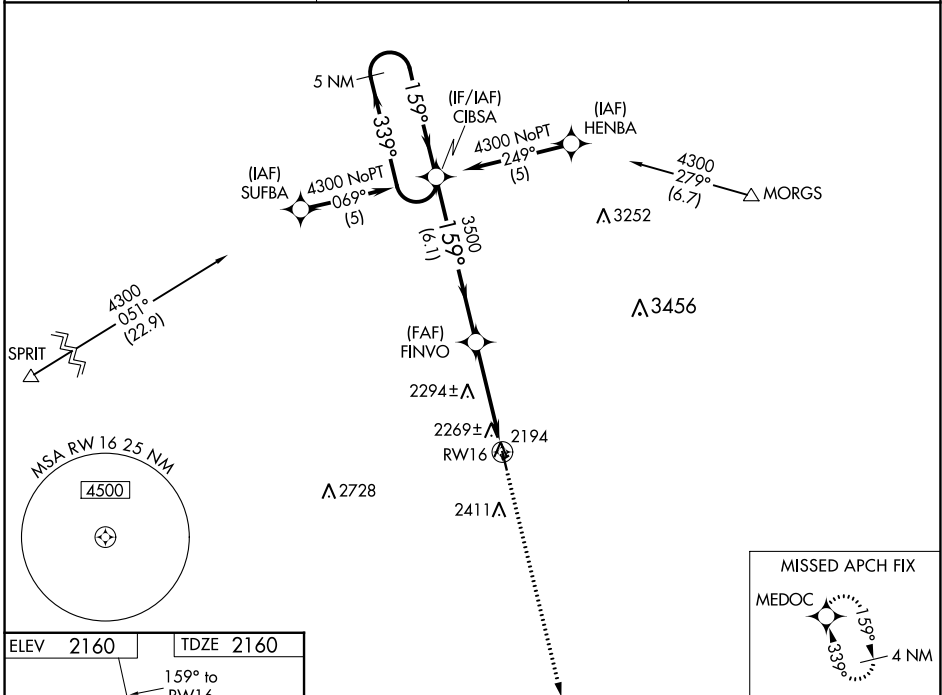 5 NM
159°
339°
(IF/IAF)
CIBSA
(IAF)
HENBA
4300 NoPT
249°
(5)
4300
279°
(6.7)
MORGS
(IAF)
SUFBA
4300 NoPT
069°
(5)
3252
3500
159°
(6.1)
4300
051°
(22.9)
SPRIT
3456
(FAF)
FINVO
2294±
2269±
2194
RW16
MSA RW 16 25 NM
4500
2728
2411
MISSED APCH FIX
MEDOC
159°
339°
4 NM
ELEV 2160
TDZE 2160
159° to
RW16